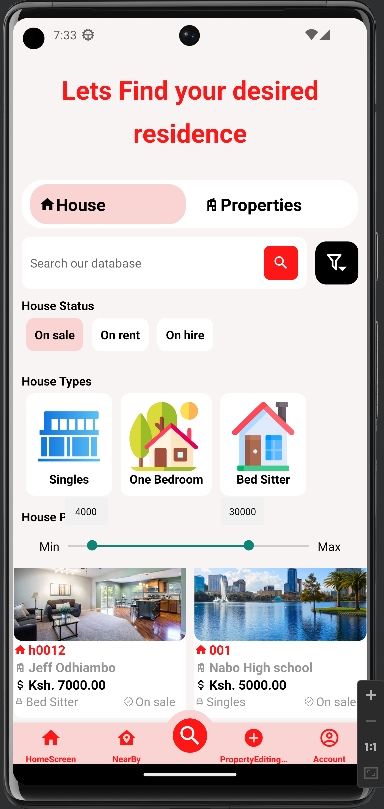 7:33
Lets Find your desired
residence
House
Properties
Search our database
House Status
On sale
On rent
On hire
House Types
Singles
One Bedroom
Bed Sitter
House P
4000
30000
Min
Max
h0012
001
Jeff Odhiambo
Nabo High school
$ Ksh. 7000.00
$ Ksh. 5000.00
Bed Sitter
On sale
Singles
On sale
HomeScreen
NearBy
PropertyEditing...
Account
1:1